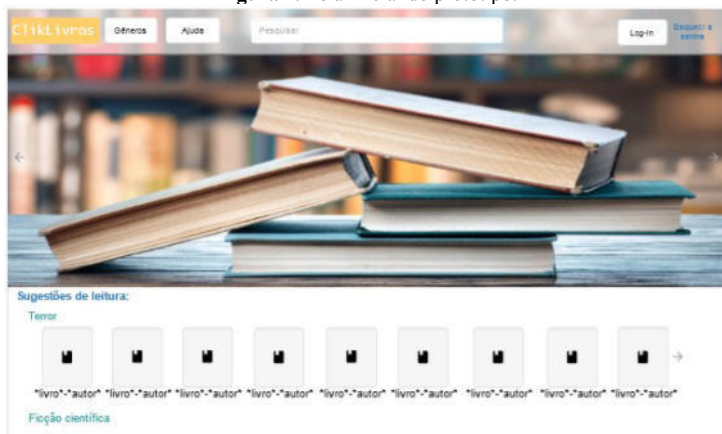 ClikLivros Gêneros Ajuda Pesquisar Log-In Esqueci a
senha
Sugestões de leitura:
Terror
"livro"-"autor" "livro"-"autor" "livro"-"autor" "livro"-"autor" "livro"-"autor" "livro"-"autor" "livro"-"autor" "livro"-"autor" "livro"-"autor"
Ficção científica